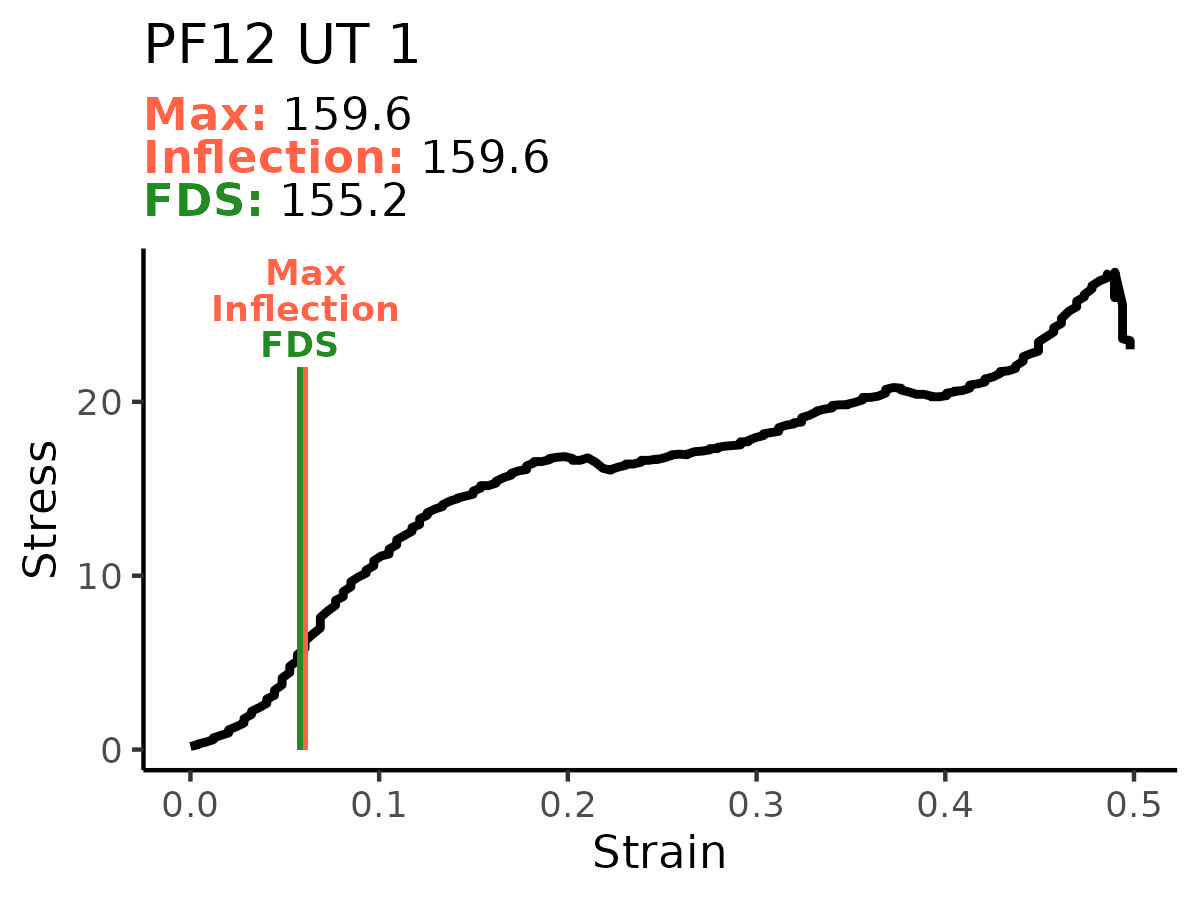 PF12 UT 1
Max: 159.6
Inflection: 159.6
FDS: 155.2
Max
Inflection
FDS
20
10
0
Stress
0.0 0.1 0.2 0.3 0.4 0.5
Strain